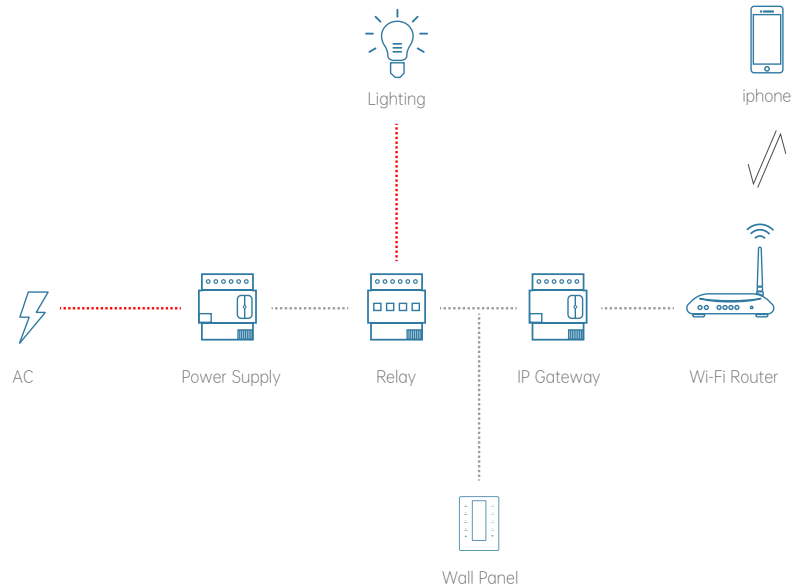 Lighting
iphone
AC
Power Supply
Relay
IP Gateway
Wi-Fi Router
Wall Panel